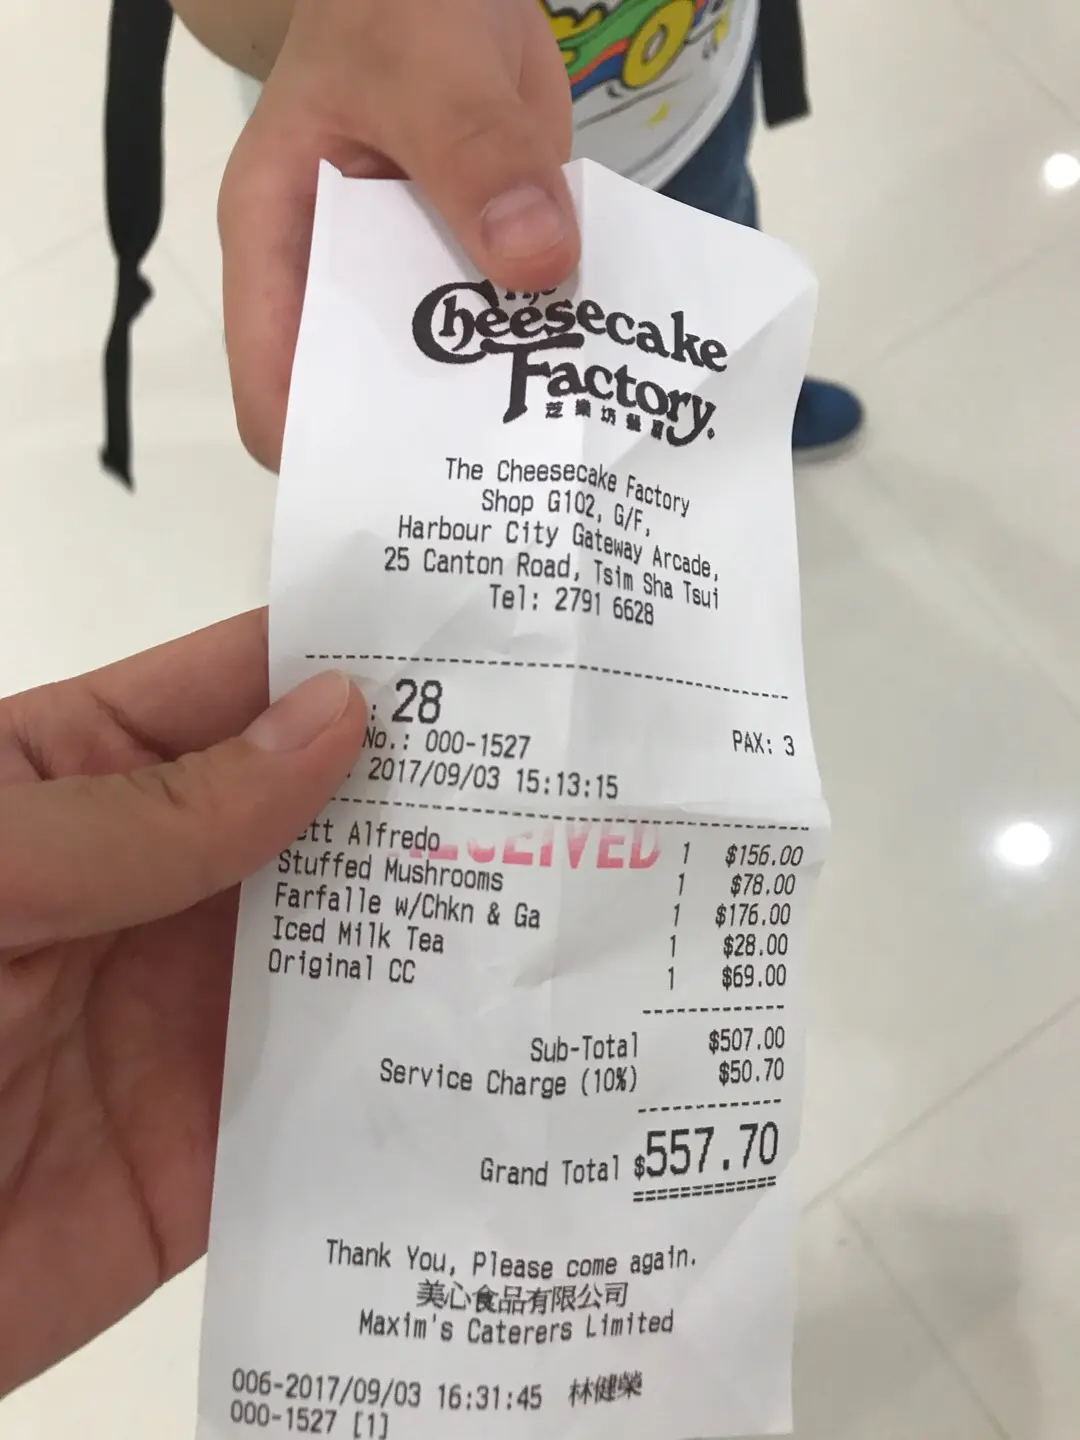 The
Cheesecake
Factory.
芝樂坊餐廳
The Cheesecake Factory
Shop G102, G/F,
Harbour City Gateway Arcade,
25 Canton Road, Tsim Sha Tsui
Tel: 2791 6628
: 28
No.: 000-1527 PAX: 3
2017/09/03 15:13:15
RECEIVED
ett Alfredo 1 $156.00
Stuffed Mushrooms 1 $78.00
Farfalle w/Chkn & Ga 1 $176.00
Iced Milk Tea 1 $28.00
Original CC 1 $69.00
Sub-Total $507.00
Service Charge (10%) $50.70
Grand Total $557.70
Thank You, Please come again.
美心食品有限公司
Maxim's Caterers Limited
006-2017/09/03 16:31:45 林健榮
000-1527 [1]